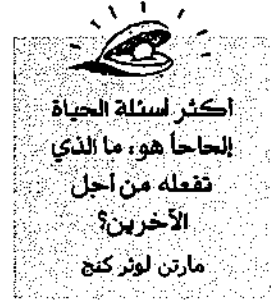 أكثر أسئلة الحياة
إلحاحاً هو، ما الذي
تفعله من أجل
الآخرين؟
مارتن لوثر كنج